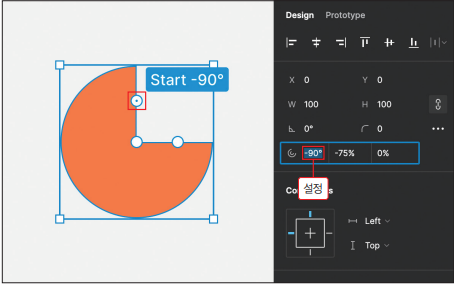 Design Prototype
Start -90°
X 0 Y 0
W 100 H 100
0° 0
-90° -75% 0%
설정
Co s
Left
Top